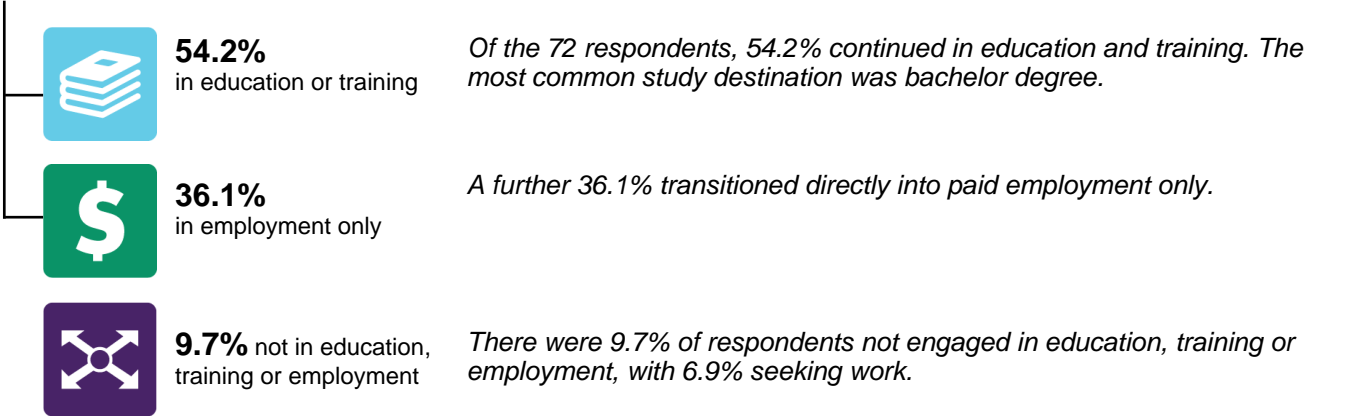 54.2%
in education or training
Of the 72 respondents, 54.2% continued in education and training. The
most common study destination was bachelor degree.
$
36.1%
in employment only
A further 36.1% transitioned directly into paid employment only.
9.7% not in education,
training or employment
There were 9.7% of respondents not engaged in education, training or
employment, with 6.9% seeking work.